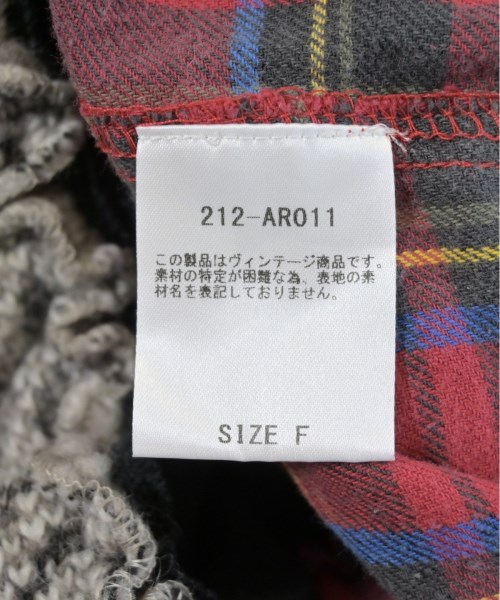 212-AR011
この製品はヴィンテージ商品です。
素材の特定が困難な為、表地の素
材名を表記しておりません。
SIZE F